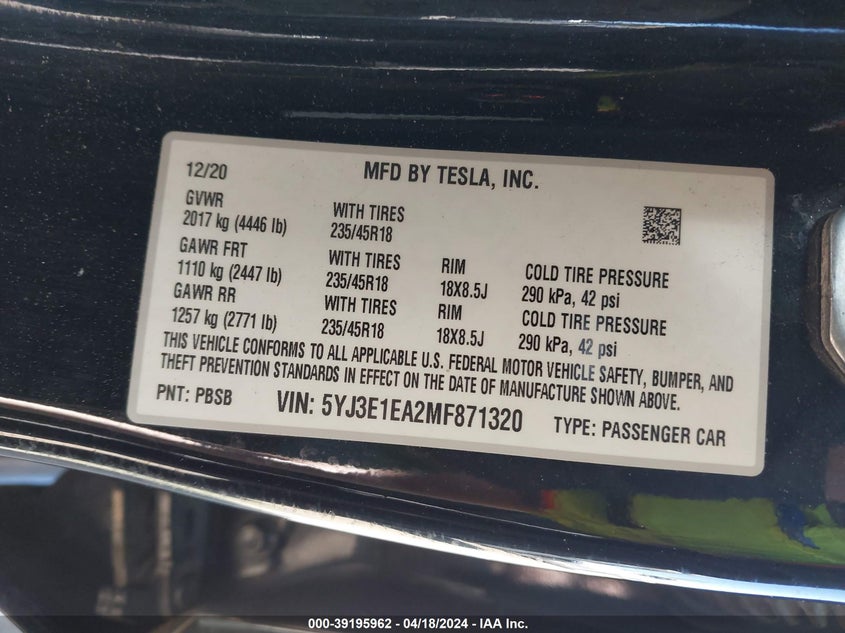 12/20 MFD BY TESLA, INC.
GVWR
2017 kg (4446 lb) WITH TIRES 235/45R18
GAWR FRT
1110 kg (2447 lb) WITH TIRES 235/45R18 RIM 18X8.5J COLD TIRE PRESSURE 290 kPa, 42 psi
GAWR RR
1257 kg (2771 lb) WITH TIRES 235/45R18 RIM 18X8.5J COLD TIRE PRESSURE 290 kPa, 42 psi
THIS VEHICLE CONFORMS TO ALL APPLICABLE U.S. FEDERAL MOTOR VEHICLE SAFETY, BUMPER, AND
THEFT PREVENTION STANDARDS IN EFFECT ON THE DATE OF MANUFACTURE SHOWN ABOVE.
PNT: PBSB VIN: 5YJ3E1EA2MF871320 TYPE: PASSENGER CAR
000-39195962 - 04/18/2024 - IAA Inc.